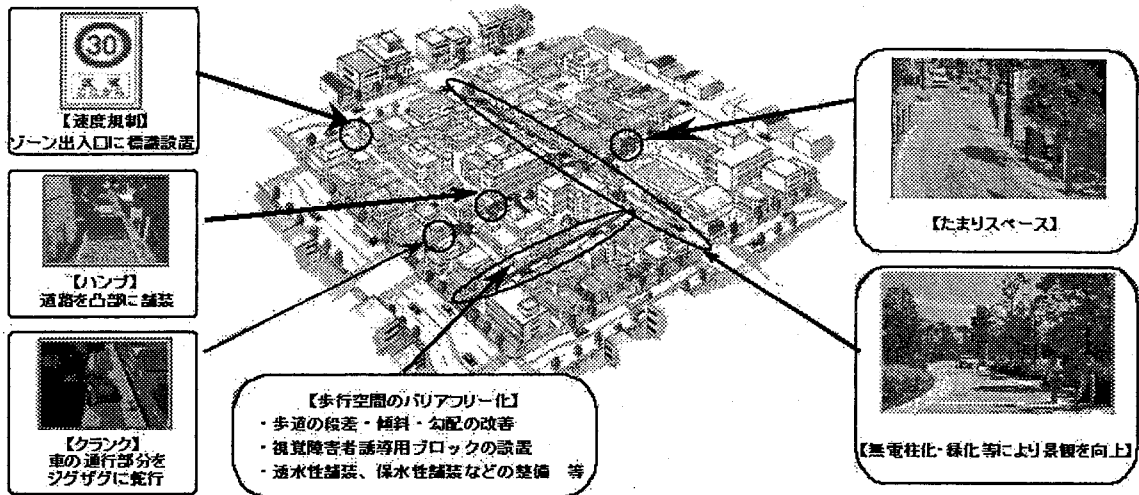 30
【速度規制】
ゾーン出入口に標識設置
【ハンプ】
道路を凸部に舗装
【クランク】
車の通行部分を
ジグザグに蛇行
【歩行空間のバリアフリー化】
・歩道の段差・傾斜・勾配の改善
・視覚障害者誘導用ブロックの設置
・透水性舗装、保水性舗装などの整備　等
【たまりスペース】
【無電柱化・緑化等により景観を向上】